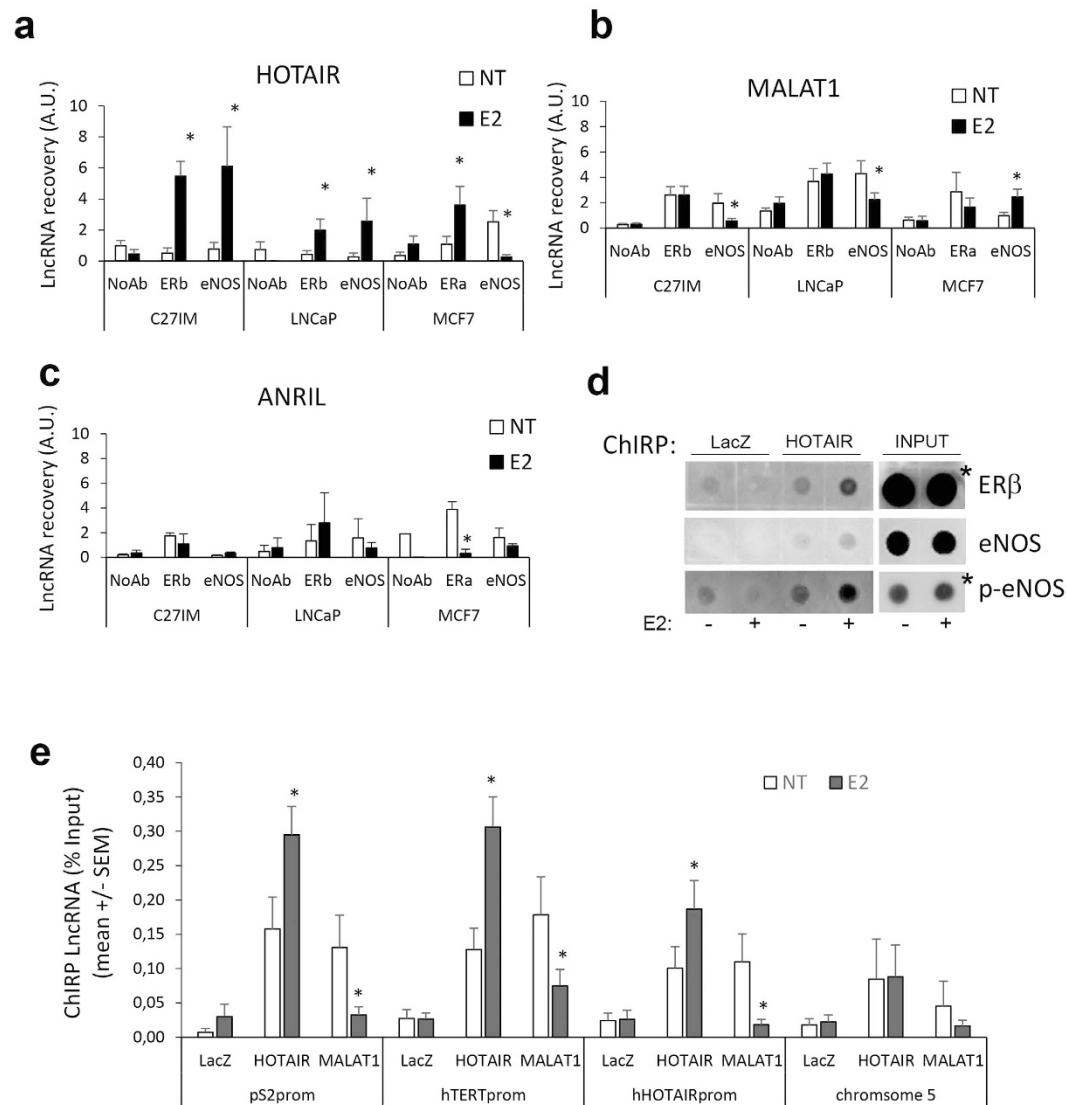 a
HOTAIR
LncRNA recovery (A.U.)
NT
E2
10
8
6
4
2
0
* * * * * *
NoAb ERb eNOS NoAb ERb eNOS NoAb ERa eNOS
C27IM LNCaP MCF7
b
MALAT1
LncRNA recovery (A.U.)
NT
E2
10
8
6
4
2
0
* * *
NoAb ERb eNOS NoAb ERb eNOS NoAb ERa eNOS
C27IM LNCaP MCF7
c
ANRIL
LncRNA recovery (A.U.)
NT
E2
10
8
6
4
2
0
*
NoAb ERb eNOS NoAb ERb eNOS NoAb ERa eNOS
C27IM LNCaP MCF7
d
ChIRP: LacZ HOTAIR INPUT
* ERβ
eNOS
* p-eNOS
E2: - + - + - +
e
ChIRP LncRNA (% Input)
(mean +/- SEM)
NT E2
0,40
0,35
0,30
0,25
0,20
0,15
0,10
0,05
0,00
* * * * * *
LacZ HOTAIR MALAT1 LacZ HOTAIR MALAT1 LacZ HOTAIR MALAT1 LacZ HOTAIR MALAT1
pS2prom hTERTprom hHOTAIRprom chromsome 5